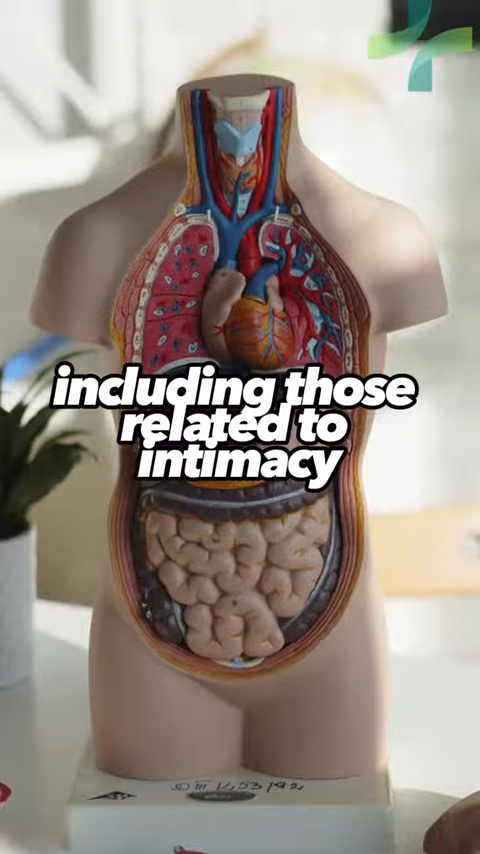 including those
related to
intimacy